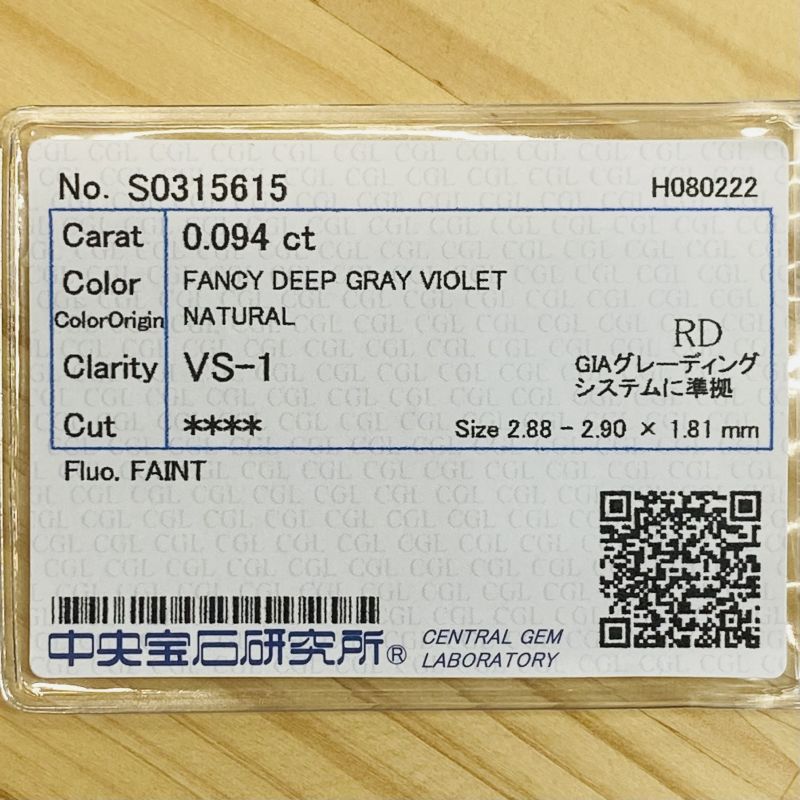 No. S0315615 H080222
Carat 0.094 ct
Color FANCY DEEP GRAY VIOLET
ColorOrigin NATURAL
RD
Clarity VS-1 GIAグレーディング
システムに準拠
Cut **** Size 2.88 - 2.90 × 1.81 mm
Fluo. FAINT
中央宝石研究所® CENTRAL GEM
LABORATORY